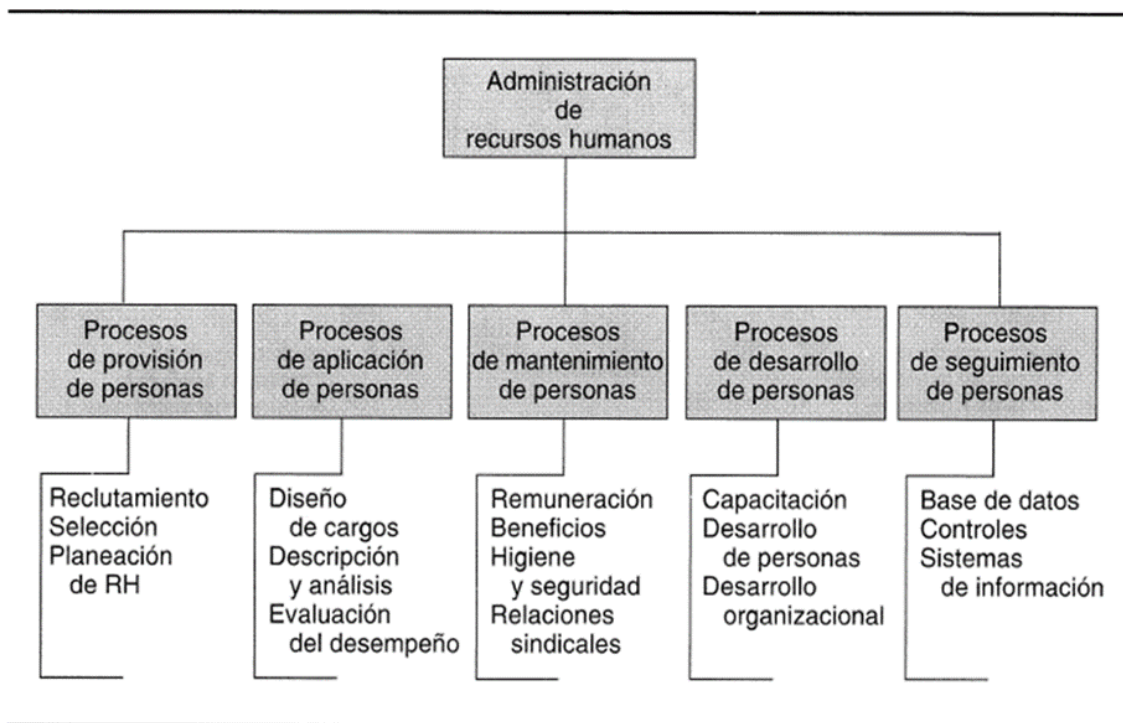 Administración
de
recursos humanos
Procesos
de provisión
de personas
Procesos
de aplicación
de personas
Procesos
de mantenimiento
de personas
Procesos
de desarrollo
de personas
Procesos
de seguimiento
de personas
Reclutamiento
Selección
Planeación
de RH
Diseño
de cargos
Descripción
y análisis
Evaluación
del desempeño
Remuneración
Beneficios
Higiene
y seguridad
Relaciones
sindicales
Capacitación
Desarrollo
de personas
Desarrollo
organizacional
Base de datos
Controles
Sistemas
de información